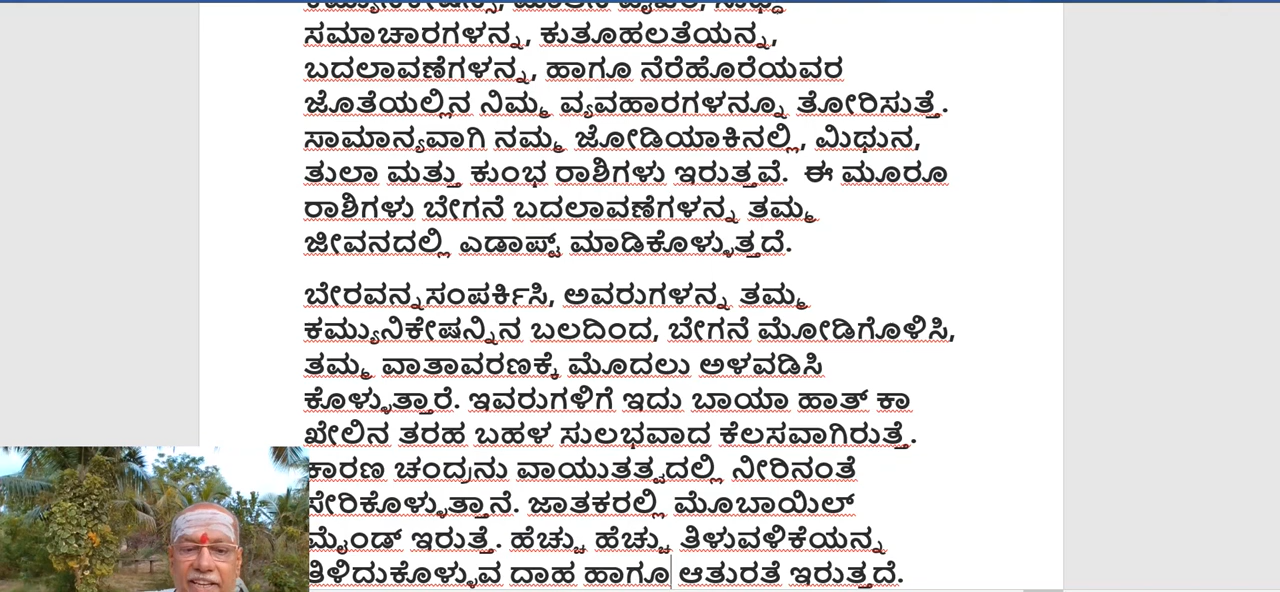 ಸಮಾಚಾರಗಳನ್ನ, ಕುತೂಹಲತೆಯನ್ನ,
ಬದಲಾವಣೆಗಳನ್ನ, ಹಾಗೂ ನೆರೆಹೊರೆಯವರ
ಜೊತೆಯಲ್ಲಿನ ನಿಮ್ಮ ವ್ಯವಹಾರಗಳನ್ನೂ ತೋರಿಸುತ್ತೆ.
ಸಾಮಾನ್ಯವಾಗಿ ನಮ್ಮ ಜೋಡಿಯಾಕಿನಲ್ಲಿ, ಮಿಥುನ,
ತುಲಾ ಮತ್ತು ಕುಂಭ ರಾಶಿಗಳು ಇರುತ್ತವೆ. ಈ ಮೂರೂ
ರಾಶಿಗಳು ಬೇಗನೆ ಬದಲಾವಣೆಗಳನ್ನ ತಮ್ಮ
ಜೀವನದಲ್ಲಿ ಎಡಾಪ್ಟ್ ಮಾಡಿಕೊಳ್ಳುತ್ತದೆ.
ಬೇರವನ್ನಸಂಪರ್ಕಿಸಿ, ಅವರುಗಳನ್ನ ತಮ್ಮ
ಕಮ್ಯುನಿಕೇಷನ್ನಿನ ಬಲದಿಂದ, ಬೇಗನೆ ಮೋಡಿಗೊಳಿಸಿ,
ತಮ್ಮ ವಾತಾವರಣಕ್ಕೆ ಮೊದಲು ಅಳವಡಿಸಿ
ಕೊಳ್ಳುತ್ತಾರೆ. ಇವರುಗಳಿಗೆ ಇದು ಬಾಯಾ ಹಾತ್ ಕಾ
ಖೇಲಿನ ತರಹ ಬಹಳ ಸುಲಭವಾದ ಕೆಲಸವಾಗಿರುತ್ತೆ.
ಕಾರಣ ಚಂದ್ರನು ವಾಯುತತ್ವದಲ್ಲಿ ನೀರಿನಂತೆ
ಸೇರಿಕೊಳ್ಳುತ್ತಾನೆ. ಜಾತಕರಲ್ಲಿ ಮೊಬಾಯಿಲ್
ಮೈಂಡ್ ಇರುತ್ತೆ. ಹೆಚ್ಚು ಹೆಚ್ಚು ತಿಳುವಳಿಕೆಯನ್ನ
ತಿಳಿದುಕೊಳ್ಳುವ ದಾಹ ಹಾಗೂ ಆತುರತೆ ಇರುತ್ತದೆ.